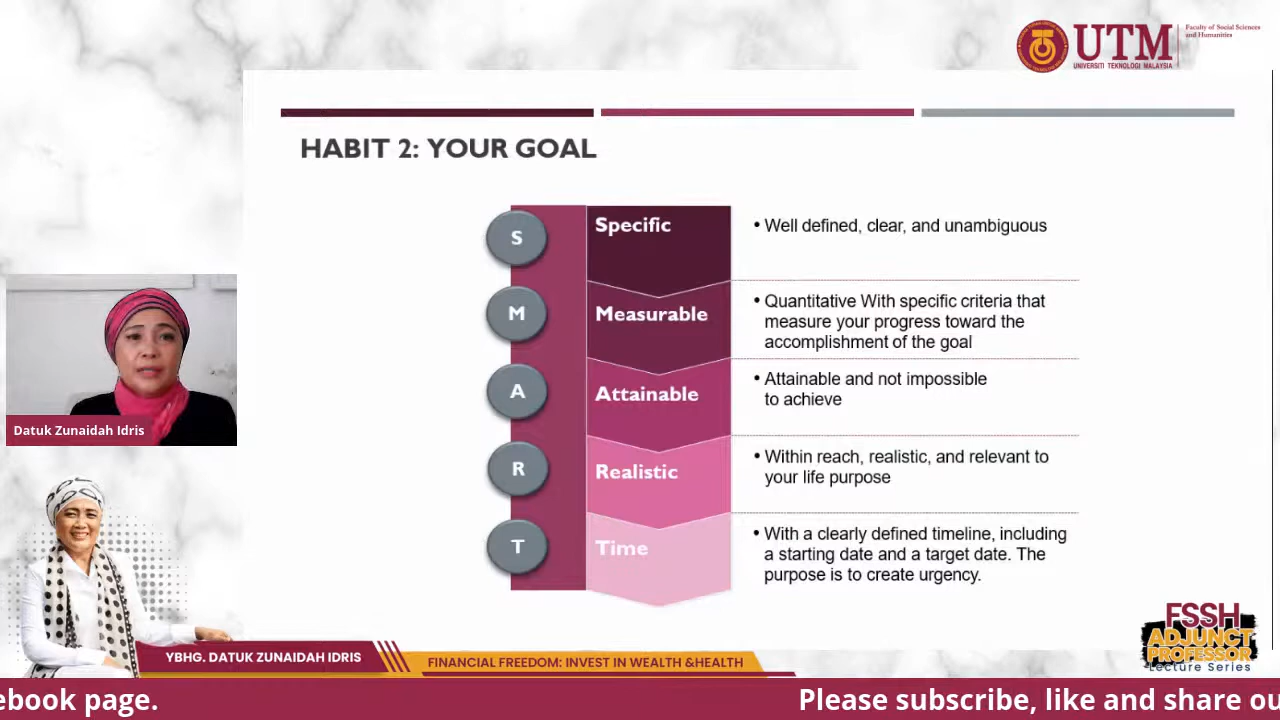 UTM
UNIVERSITI TEKNOLOGI MALAYSIA
Faculty of Social Sciences
and Humanities
HABIT 2: YOUR GOAL
S
Specific
• Well defined, clear, and unambiguous
M
Measurable
• Quantitative With specific criteria that
measure your progress toward the
accomplishment of the goal
A
Attainable
• Attainable and not impossible
to achieve
R
Realistic
• Within reach, realistic, and relevant to
your life purpose
T
Time
• With a clearly defined timeline, including
a starting date and a target date. The
purpose is to create urgency.
Datuk Zunaidah Idris
YBHG. DATUK ZUNAIDAH IDRIS
FINANCIAL FREEDOM: INVEST IN WEALTH &HEALTH
FSSH
ADJUNCT
PROFESSOR
Lecture Series
ebook page.
Please subscribe, like and share ou